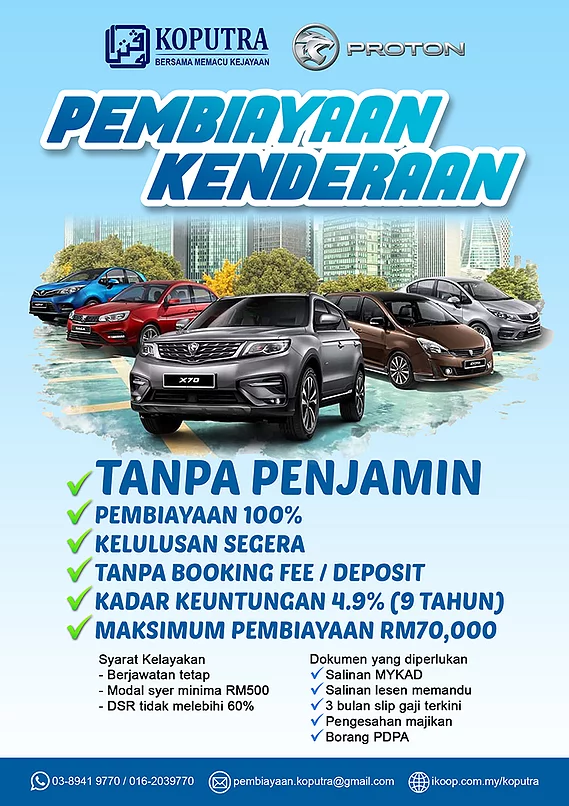 KOPUTRA
BERSAMA MEMACU KEJAYAAN
PROTON
PEMBIAYAAN
KENDERAAN
X70
TANPA PENJAMIN
PEMBIAYAAN 100%
KELULUSAN SEGERA
TANPA BOOKING FEE / DEPOSIT
KADAR KEUNTUNGAN 4.9% (9 TAHUN)
MAKSIMUM PEMBIAYAAN RM70,000
Syarat Kelayakan
- Berjawatan tetap
- Modal syer minima RM500
- DSR tidak melebihi 60%
Dokumen yang diperlukan
Salinan MYKAD
Salinan lesen memandu
3 bulan slip gaji terkini
Pengesahan majikan
Borang PDPA
03-8941 9770 / 016-2039770
pembiayaan.koputra@gmail.com
ikoop.com.my/koputra